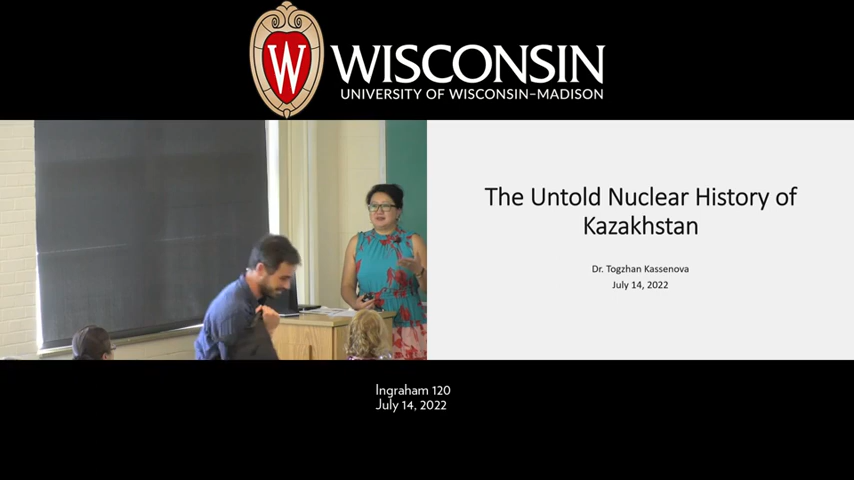 W
WISCONSIN
UNIVERSITY OF WISCONSIN–MADISON
The Untold Nuclear History of
Kazakhstan
Dr. Togzhan Kassenova
July 14, 2022
Ingraham 120
July 14, 2022